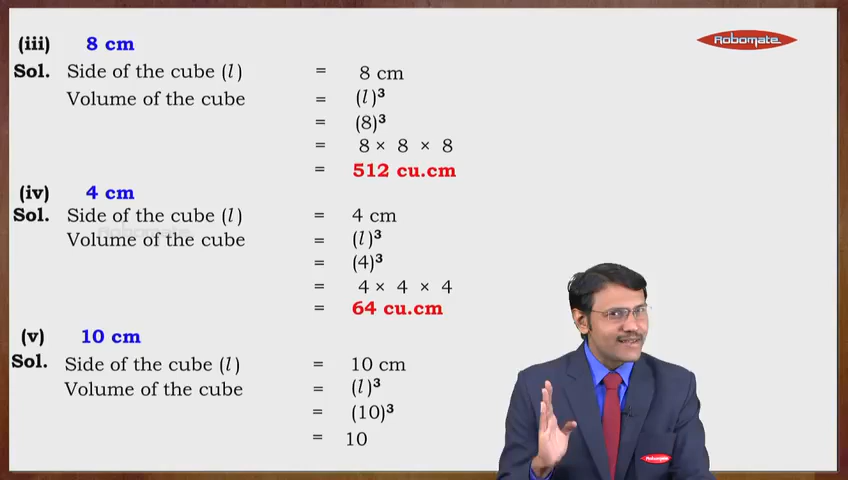 (iii) 8 cm
Robomate
Sol. Side of the cube (l) = 8 cm
Volume of the cube = (l)³
= (8)³
= 8 × 8 × 8
= 512 cu.cm
(iv) 4 cm
Sol. Side of the cube (l) = 4 cm
Robomate
Volume of the cube = (l)³
= (4)³
= 4 × 4 × 4
= 64 cu.cm
(v) 10 cm
Sol. Side of the cube (l) = 10 cm
Volume of the cube = (l)³
= (10)³
= 10
Robomate